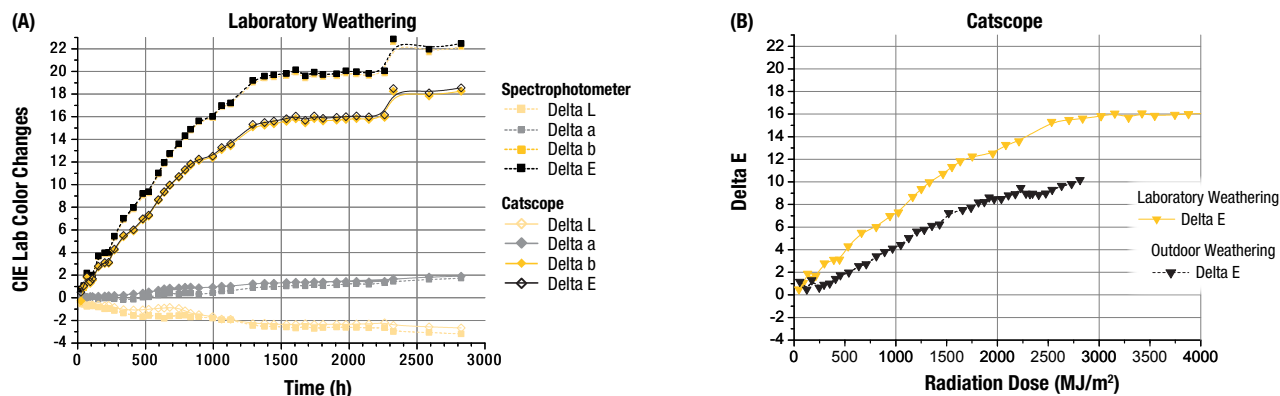 (A)
Laboratory Weathering
CIE Lab Color Changes
22
20
18
16
14
12
10
8
6
4
2
0
-2
-4
0
500
1000
1500
2000
2500
3000
Time (h)
Spectrophotometer
Delta L
Delta a
Delta b
Delta E
Catscope
Delta L
Delta a
Delta b
Delta E
(B)
Catscope
Delta E
22
20
18
16
14
12
10
8
6
4
2
0
-2
-4
0
500
1000
1500
2000
2500
3000
3500
4000
Radiation Dose (MJ/m²)
Laboratory Weathering
Delta E
Outdoor Weathering
Delta E